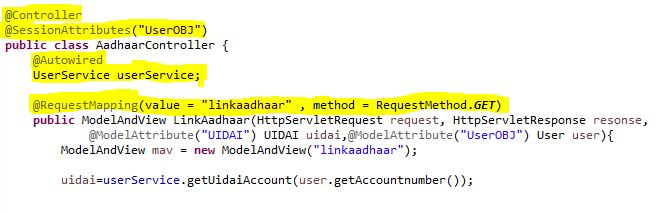 @Controller
@SessionAttributes("UserOBJ")
public class AadhaarController {
@Autowired
UserService userService;
@RequestMapping(value = "linkaadhaar" , method = RequestMethod.GET)
public ModelAndView LinkAadhaar(HttpServletRequest request, HttpServletResponse resonse,
@ModelAttribute("UIDAI") UIDAI uidai,@ModelAttribute("UserOBJ") User user){
ModelAndView mav = new ModelAndView("linkaadhaar");
uidai=userService.getUidaiAccount(user.getAccountnumber());